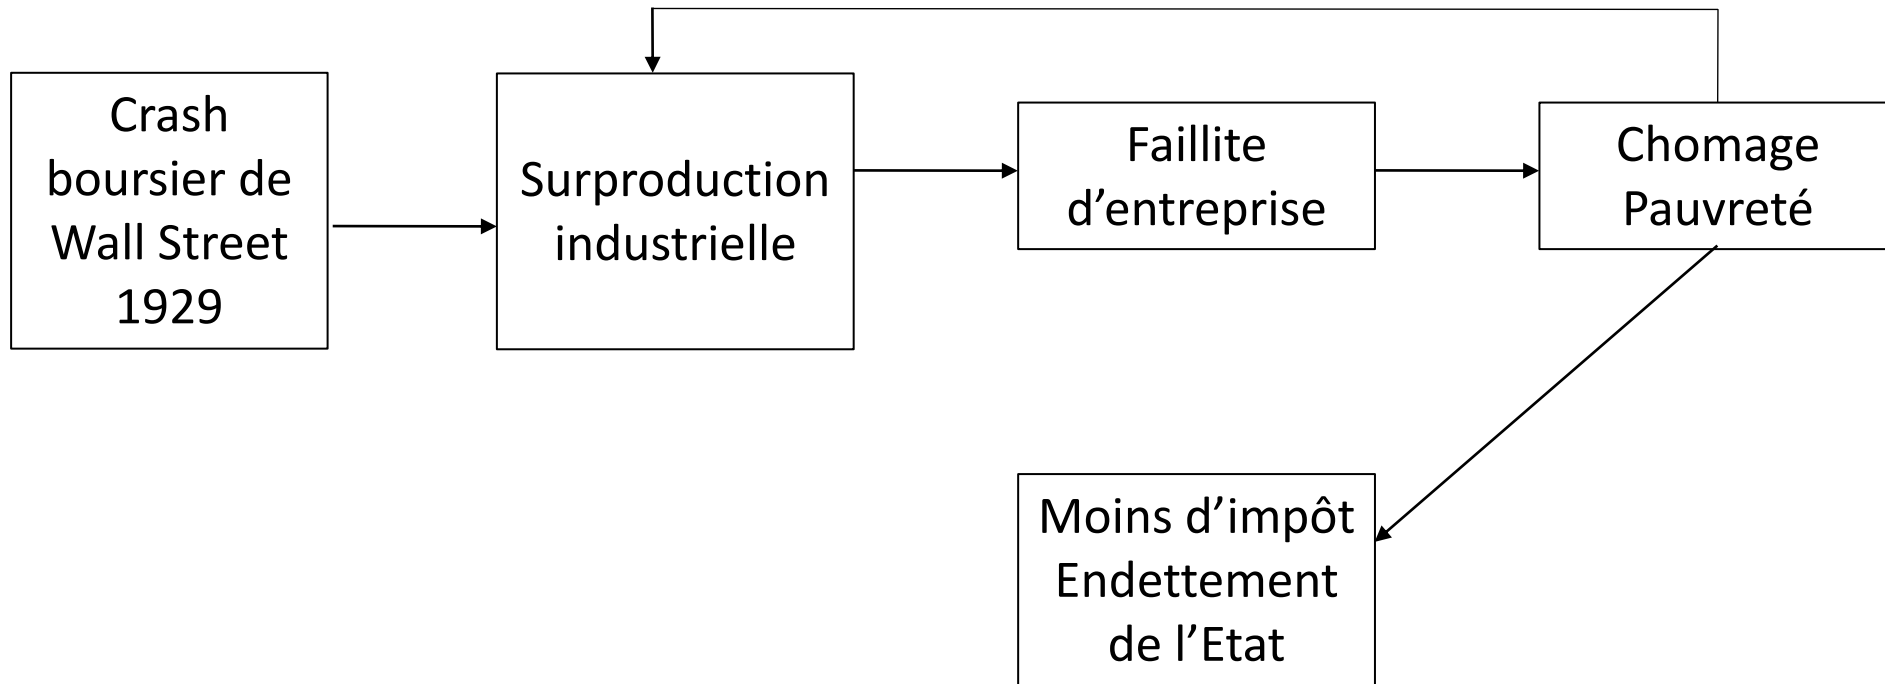 Crash
boursier de
Wall Street
1929
Surproduction
industrielle
Faillite
d’entreprise
Chomage
Pauvreté
Moins d’impôt
Endettement
de l’Etat